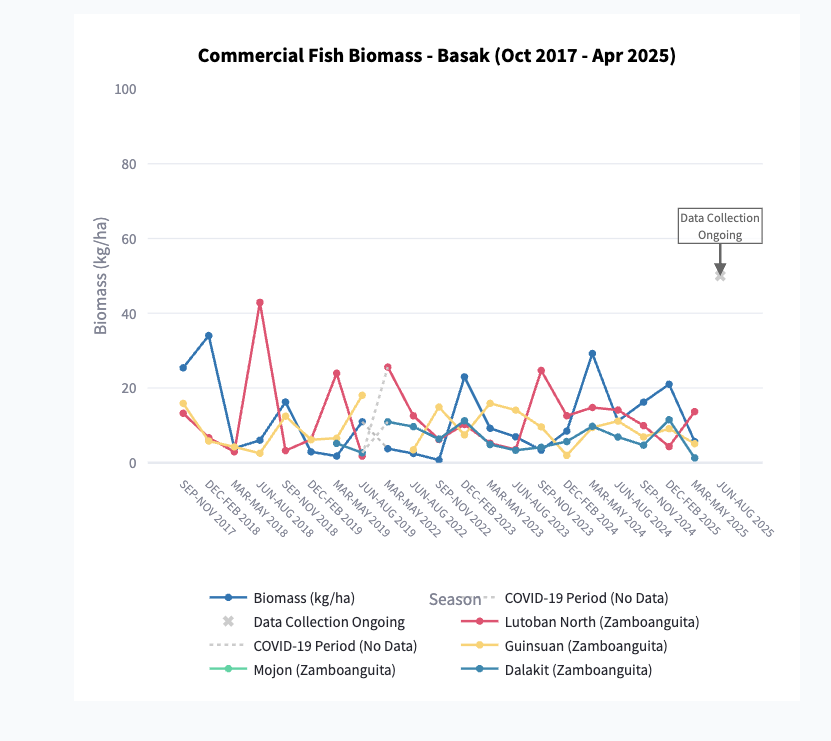 Commercial Fish Biomass - Basak (Oct 2017 - Apr 2025)
100
80
60
40
20
0
Biomass (kg/ha)
Data Collection
Ongoing
SEP-NOV 2017
DEC-FEB 2018
MAR-MAY 2018
JUN-AUG 2018
SEP-NOV 2018
DEC-FEB 2019
MAR-MAY 2019
JUN-AUG 2019
MAR-MAY 2022
JUN-AUG 2022
SEP-NOV 2022
DEC-FEB 2023
MAR-MAY 2023
JUN-AUG 2023
SEP-NOV 2023
DEC-FEB 2024
MAR-MAY 2024
JUN-AUG 2024
SEP-NOV 2024
DEC-FEB 2025
MAR-MAY 2025
JUN-AUG 2025
Season
Biomass (kg/ha)
COVID-19 Period (No Data)
Data Collection Ongoing
Lutoban North (Zamboanguita)
COVID-19 Period (No Data)
Guinsuan (Zamboanguita)
Mojon (Zamboanguita)
Dalakit (Zamboanguita)